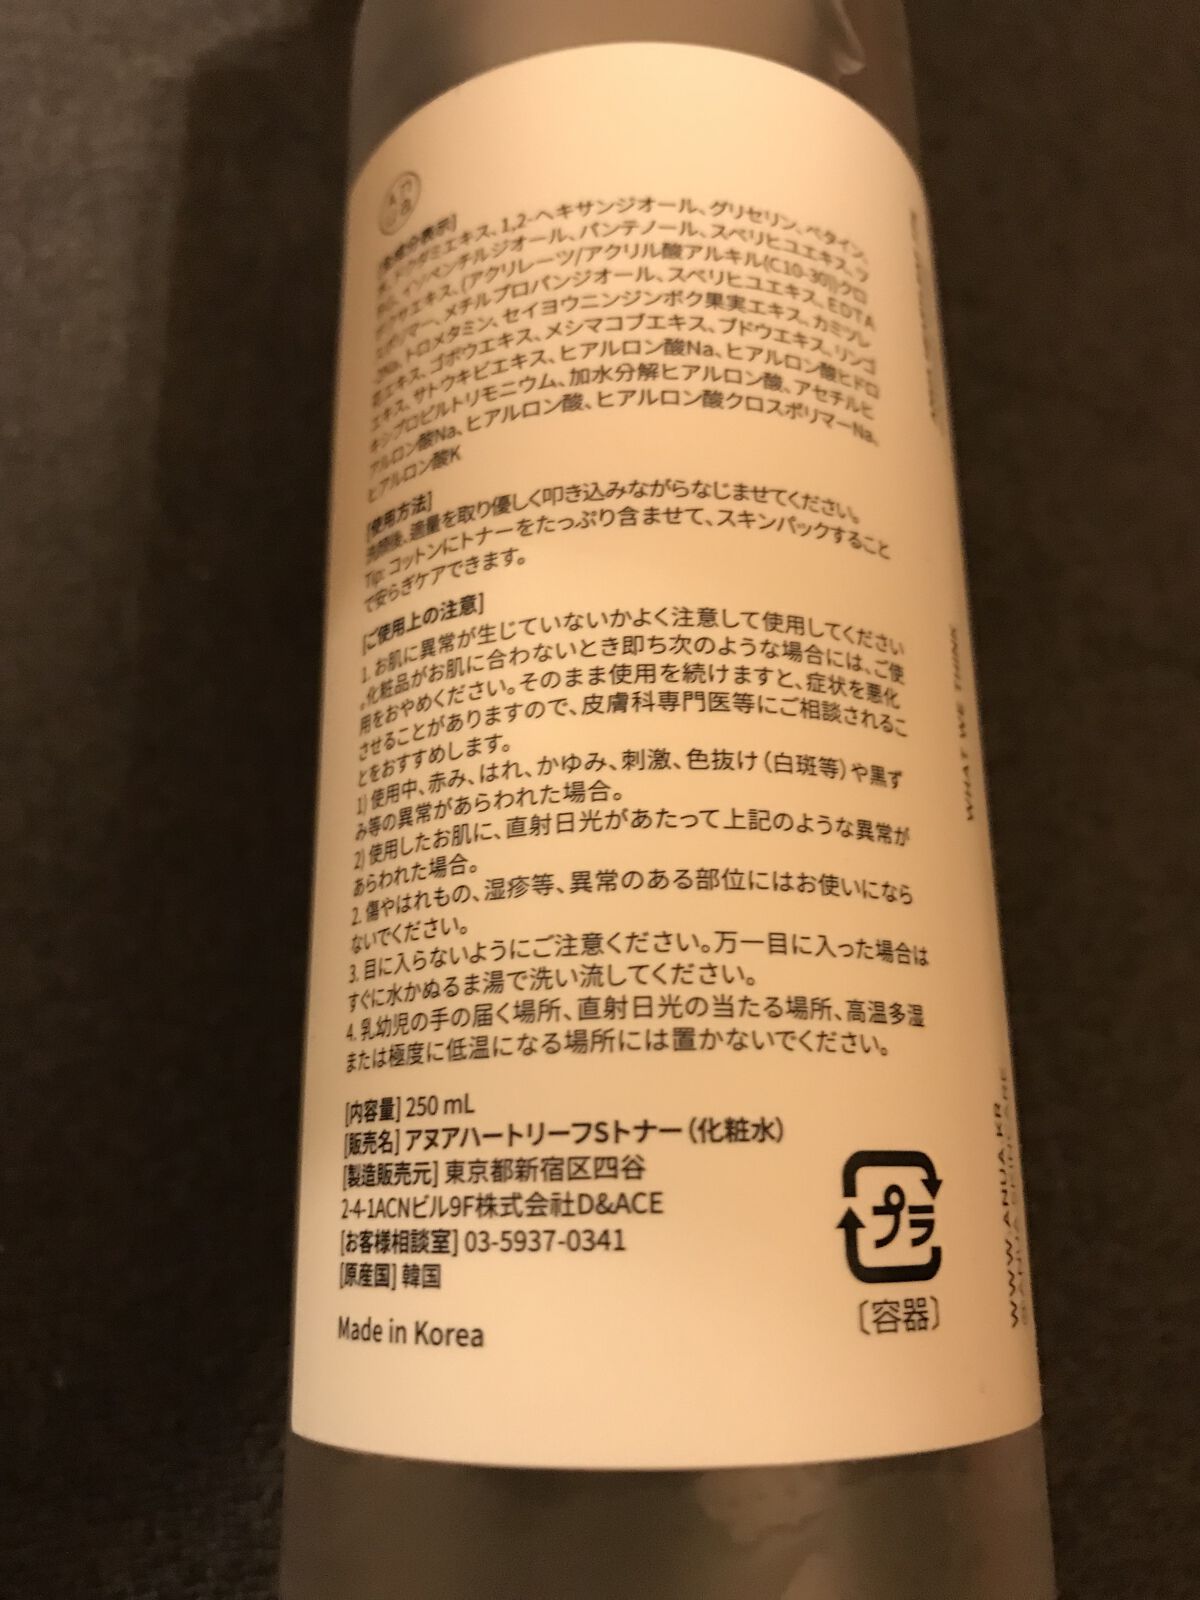 [全成分表示]
水、ドクダミエキス、1,2-ヘキサンジオール、グリセリン、ベタイン、
イソペンチルジオール、パンテノール、スベリヒユエキス、ツ
ボクサエキス、(アクリレーツ/アクリル酸アルキル(C10-30))クロ
スポリマー、メチルプロパンジオール、スベリヒユエキス、EDTA
-2Na、トロメタミン、セイヨウニンジンボク果実エキス、カミツレ
花エキス、ゴボウエキス、メシマコブエキス、ブドウエキス、リンゴ
エキス、サトウキビエキス、ヒアルロン酸Na、ヒアルロン酸ヒドロ
キシプロピルトリモニウム、加水分解ヒアルロン酸、アセチルヒ
アルロン酸Na、ヒアルロン酸、ヒアルロン酸クロスポリマーNa、
ヒアルロン酸K
[使用方法]
洗顔後、適量を取り優しく叩き込みながらなじませてください。
Tip: コットンにトナーをたっぷり含ませて、スキンパックすること
で安らぎケアできます。
[ご使用上の注意]
1. お肌に異常が生じていないかよく注意して使用してください
。化粧品がお肌に合わないとき即ち次のような場合には、ご使
用をおやめください。そのまま使用を続けますと、症状を悪化
させることがありますので、皮膚科専門医等にご相談されるこ
とをおすすめします。
1) 使用中、赤み、はれ、かゆみ、刺激、色抜け(白斑等)や黒ず
み等の異常があらわれた場合。
2) 使用したお肌に、直射日光があたって上記のような異常が
あらわれた場合。
2. 傷やはれもの、湿疹等、異常のある部位にはお使いになら
ないでください。
3. 目に入らないようにご注意ください。万一目に入った場合は
すぐに水かぬるま湯で洗い流してください。
4. 乳幼児の手の届く場所、直射日光の当たる場所、高温多湿
または極度に低温になる場所には置かないでください。
[内容量] 250 mL
[販売名] アヌアハートリーフSトナー(化粧水)
[製造販売元] 東京都新宿区四谷
2-4-1ACNビル9F株式会社D&ACE
[お客様相談室] 03-5937-0341
[原産国] 韓国
Made in Korea
プラ
〔容器〕
WHAT WE THINK
WWW.ANUA.KR